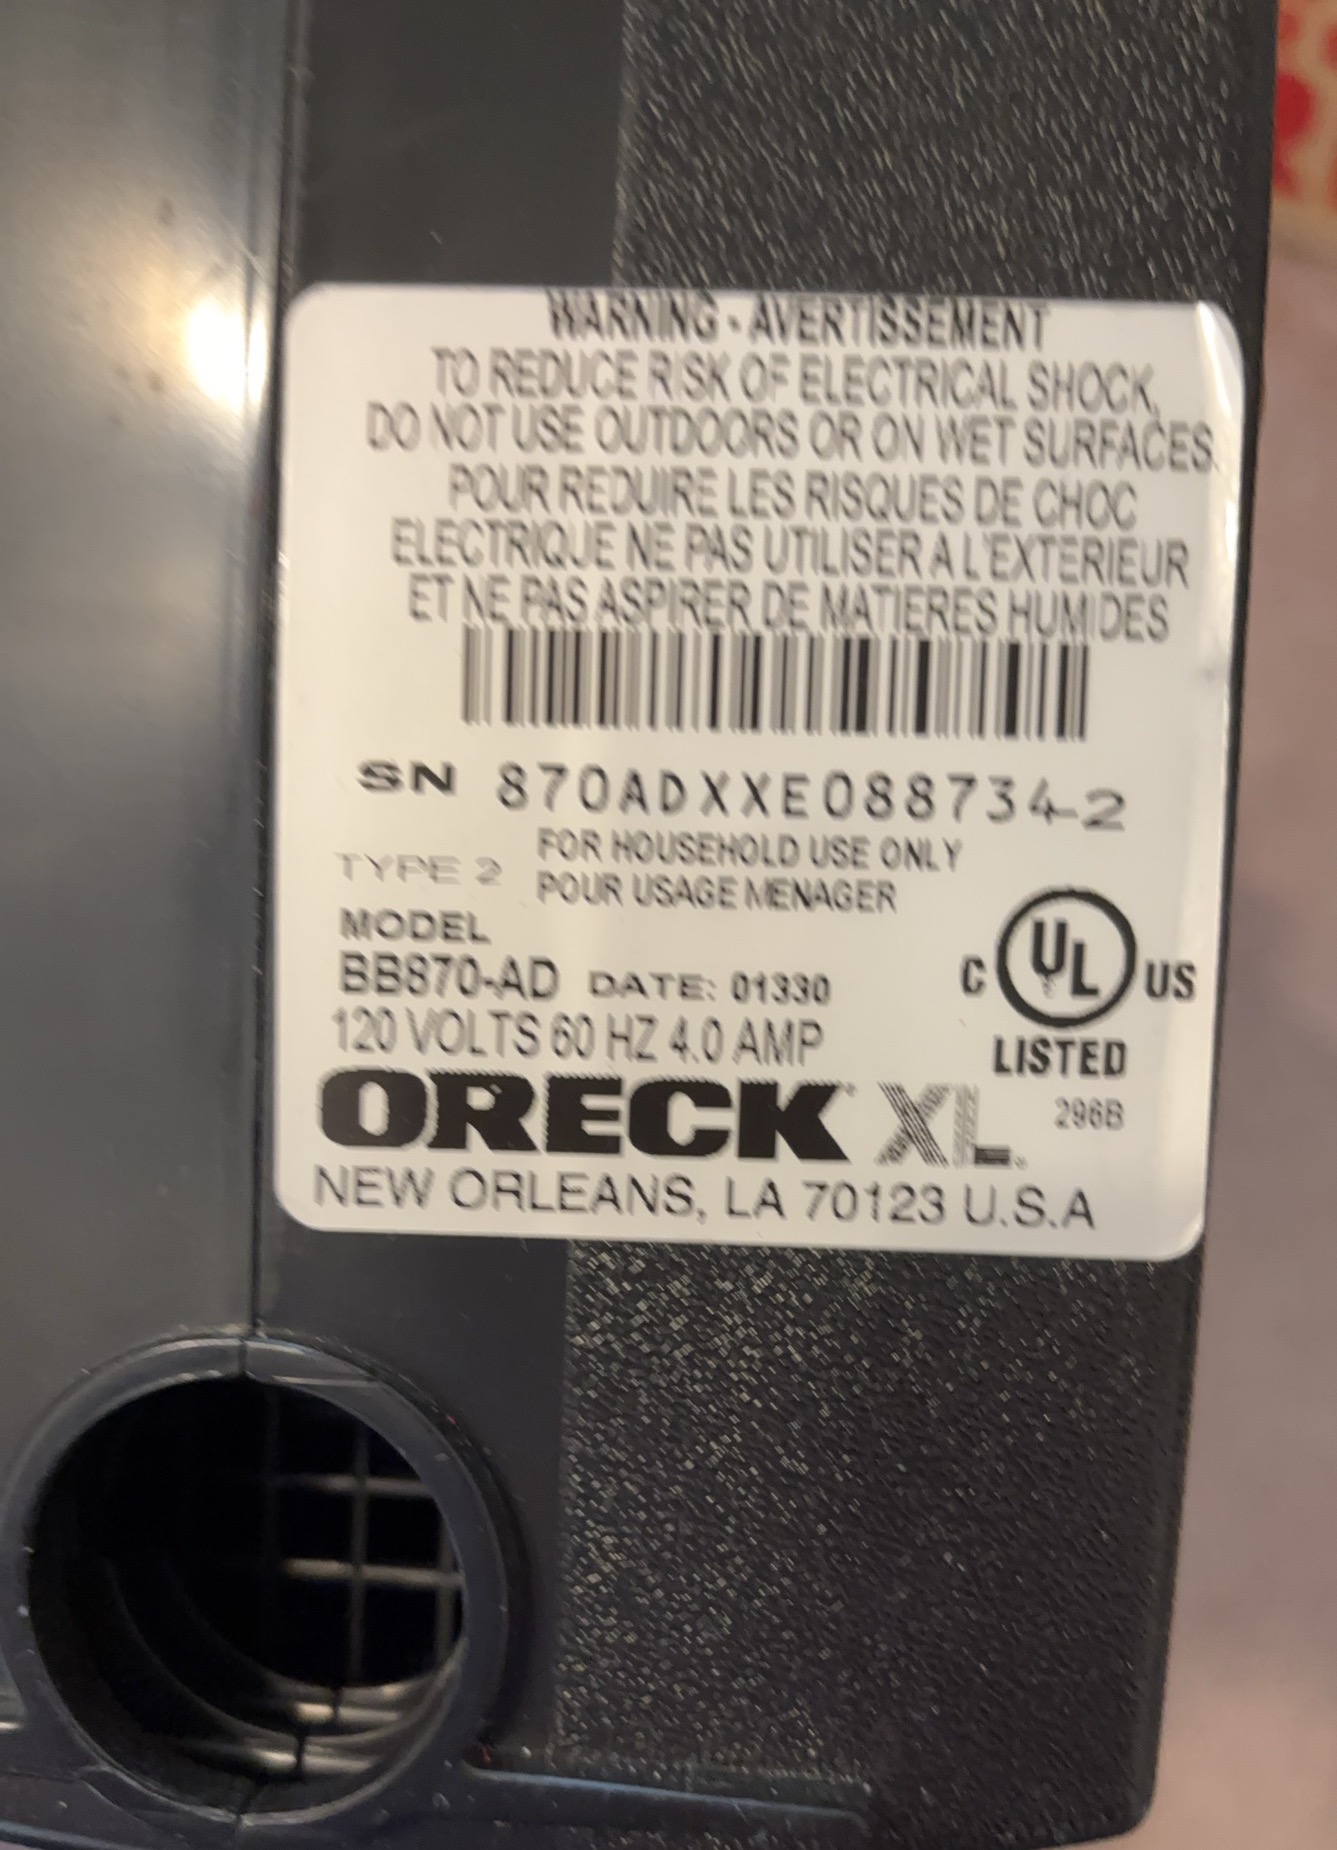 WARNING - AVERTISSEMENT
TO REDUCE RISK OF ELECTRICAL SHOCK,
DO NOT USE OUTDOORS OR ON WET SURFACES.
POUR REDUIRE LES RISQUES DE CHOC
ELECTRIQUE NE PAS UTILISER A L'EXTERIEUR
ET NE PAS ASPIRER DE MATIERES HUMIDES
SN 870ADXXE088734-2
FOR HOUSEHOLD USE ONLY
TYPE 2 POUR USAGE MENAGER
MODEL
BB870-AD DATE: 01330
120 VOLTS 60 HZ 4.0 AMP
C UL US
LISTED
296B
ORECK XL
NEW ORLEANS, LA 70123 U.S.A